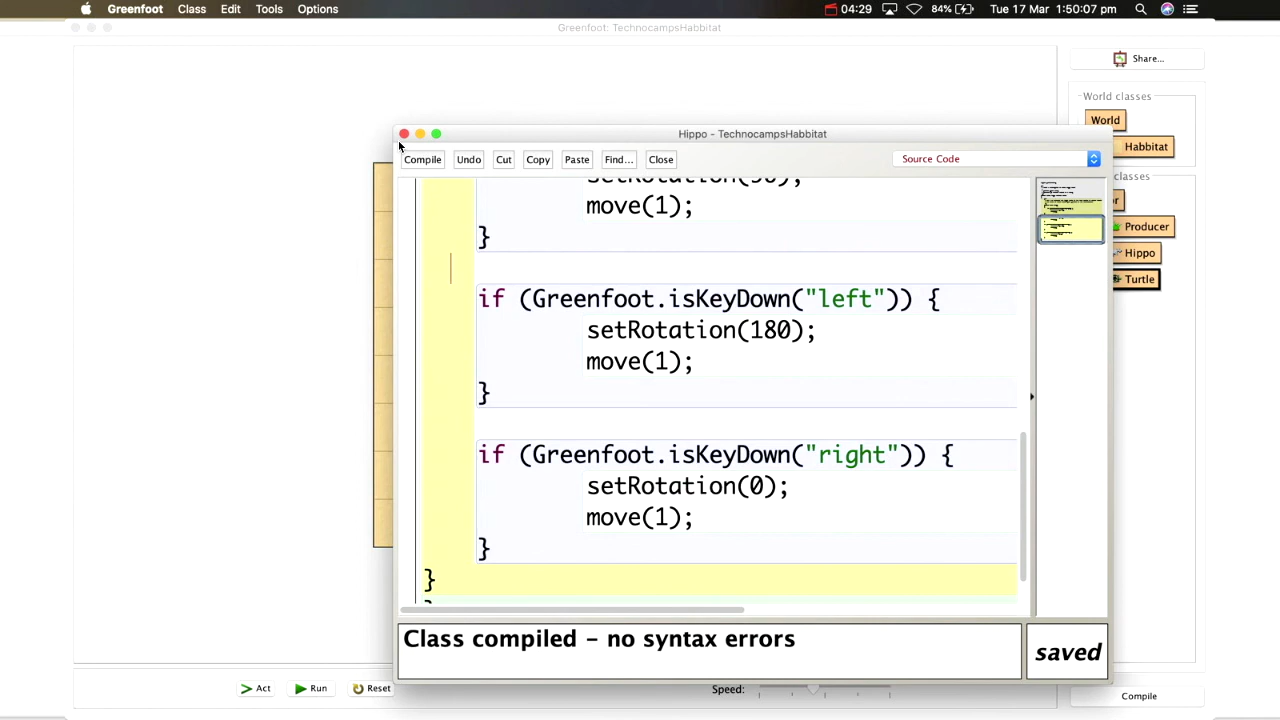 Greenfoot Class Edit Tools Options 04:29 84% Tue 17 Mar 1:50:07 pm
Greenfoot: TechnocampsHabbitat
Share...
World classes
World
Habbitat
classes
Producer
Hippo
Turtle
Hippo - TechnocampsHabbitat
Compile Undo Cut Copy Paste Find... Close Source Code
move(1);
}
if (Greenfoot.isKeyDown("left")) {
setRotation(180);
move(1);
}
if (Greenfoot.isKeyDown("right")) {
setRotation(0);
move(1);
}
}
Class compiled - no syntax errors
saved
Act Run Reset Speed: Compile